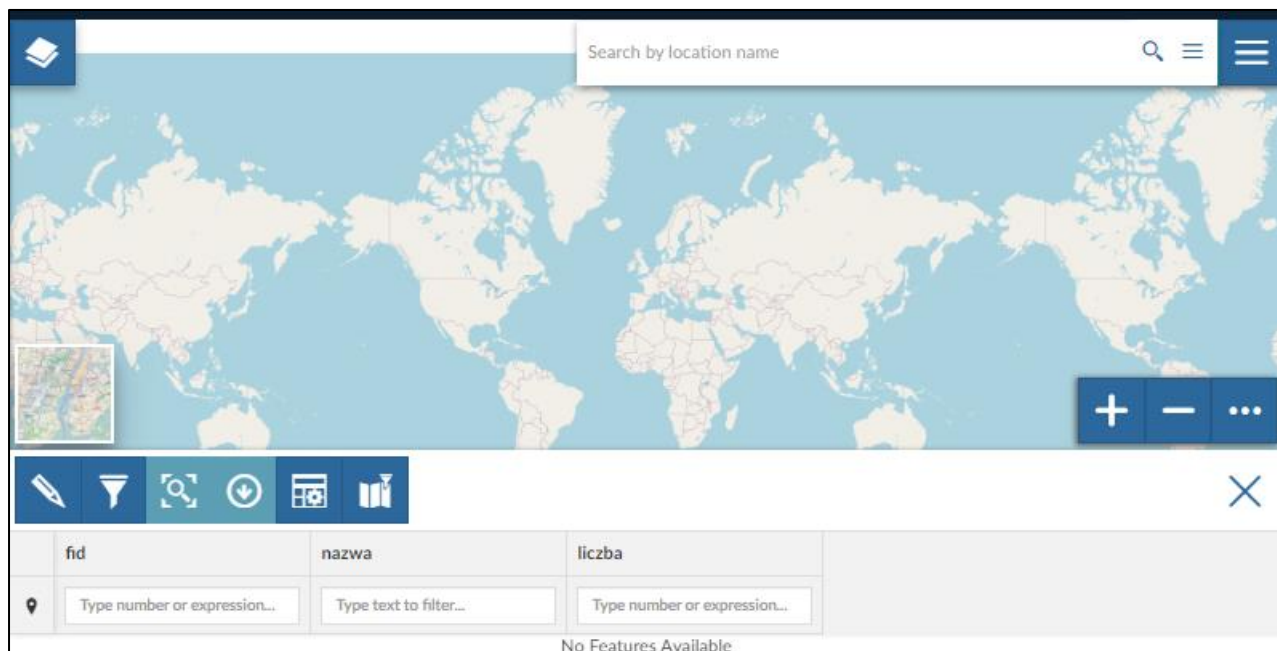 Search by location name
fid nazwa liczba
Type number or expression... Type text to filter... Type number or expression...
No Features Available